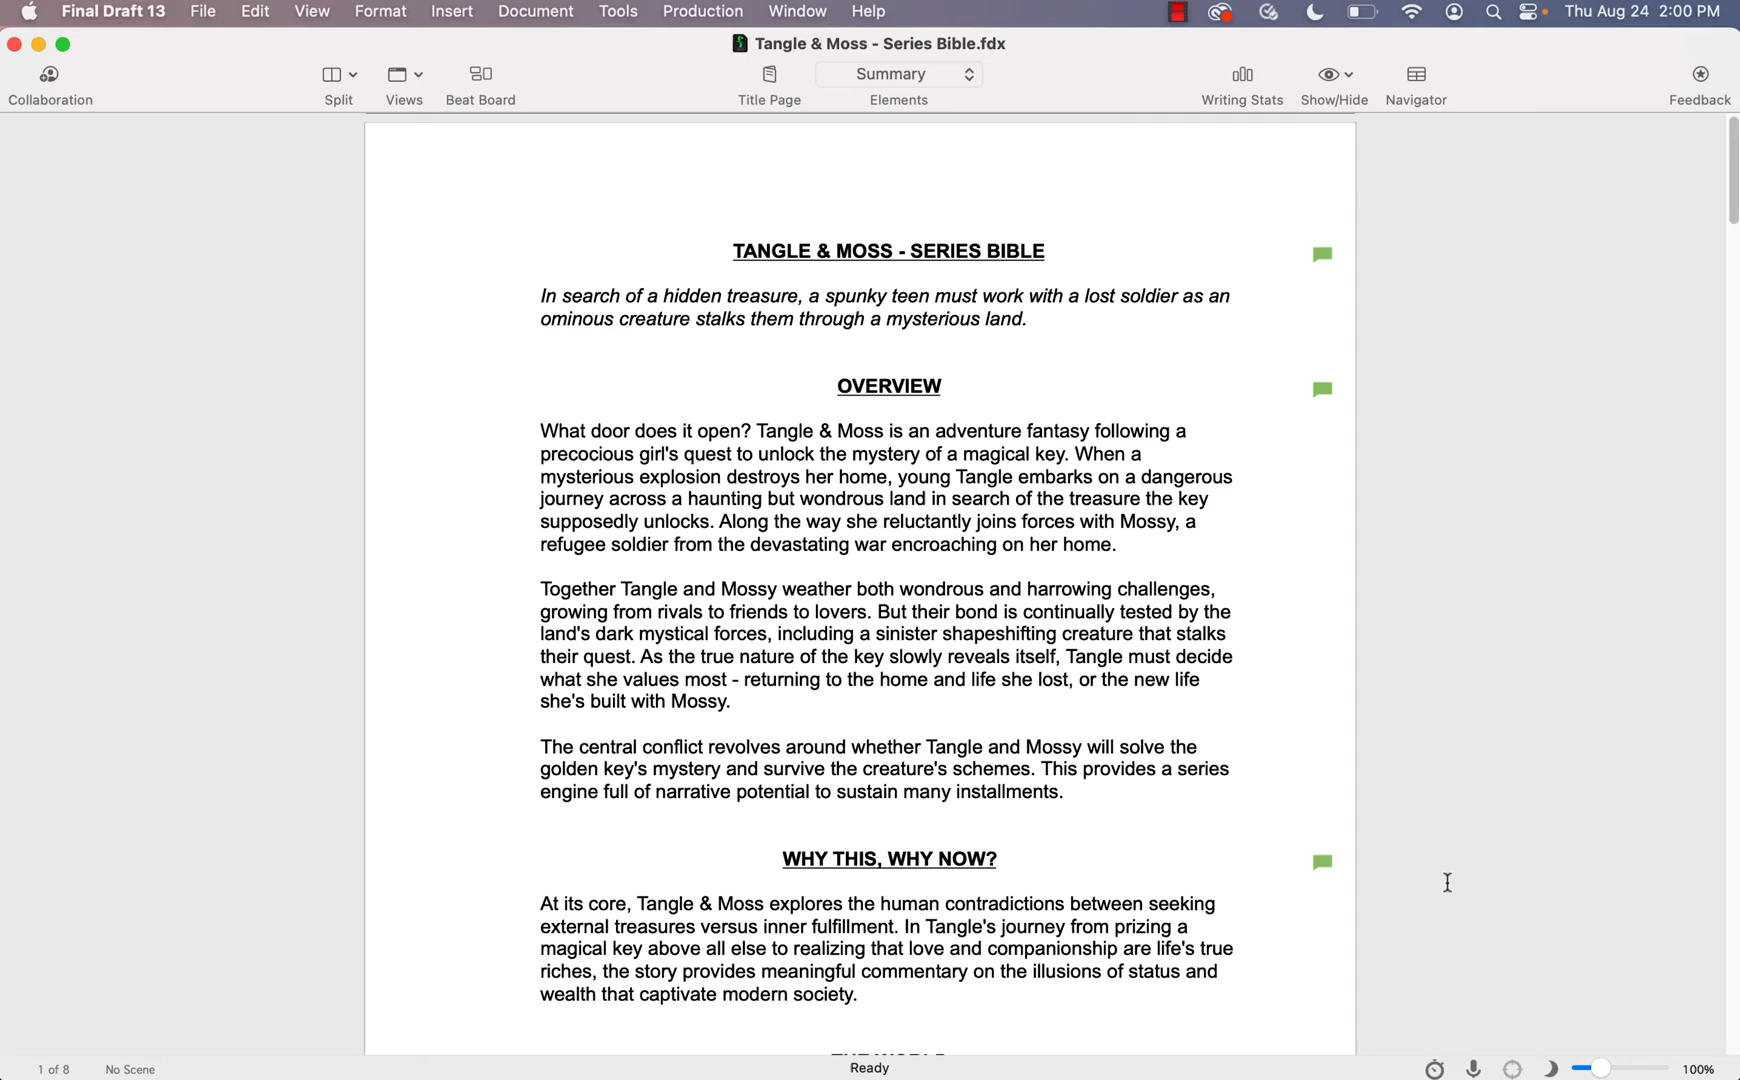 Final Draft 13 File Edit View Format Insert Document Tools Production Window Help Thu Aug 24 2:00 PM
Tangle & Moss - Series Bible.fdx
Summary
Collaboration Split Views Beat Board Title Page Elements Writing Stats Show/Hide Navigator Feedback
TANGLE & MOSS - SERIES BIBLE
In search of a hidden treasure, a spunky teen must work with a lost soldier as an
ominous creature stalks them through a mysterious land.
OVERVIEW
What door does it open? Tangle & Moss is an adventure fantasy following a
precocious girl's quest to unlock the mystery of a magical key. When a
mysterious explosion destroys her home, young Tangle embarks on a dangerous
journey across a haunting but wondrous land in search of the treasure the key
supposedly unlocks. Along the way she reluctantly joins forces with Mossy, a
refugee soldier from the devastating war encroaching on her home.
Together Tangle and Mossy weather both wondrous and harrowing challenges,
growing from rivals to friends to lovers. But their bond is continually tested by the
land's dark mystical forces, including a sinister shapeshifting creature that stalks
their quest. As the true nature of the key slowly reveals itself, Tangle must decide
what she values most - returning to the home and life she lost, or the new life
she's built with Mossy.
The central conflict revolves around whether Tangle and Mossy will solve the
golden key's mystery and survive the creature's schemes. This provides a series
engine full of narrative potential to sustain many installments.
WHY THIS, WHY NOW?
At its core, Tangle & Moss explores the human contradictions between seeking
external treasures versus inner fulfillment. In Tangle's journey from prizing a
magical key above all else to realizing that love and companionship are life's true
riches, the story provides meaningful commentary on the illusions of status and
wealth that captivate modern society.
1 of 8 No Scene Ready 100%